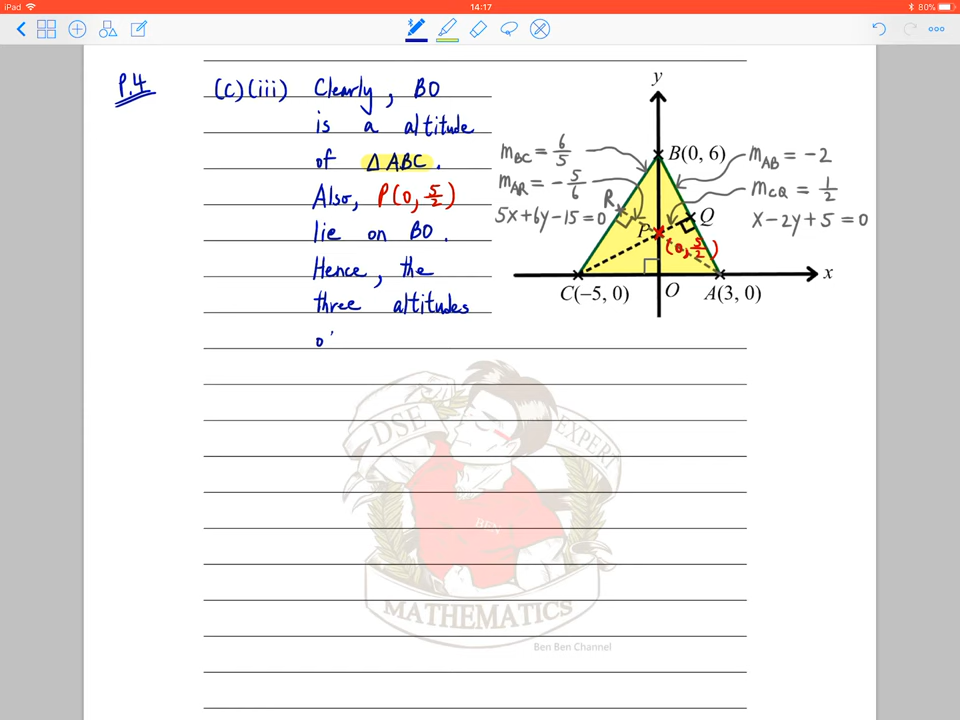 iPad 14:17 80%
P.4
(c)(iii) Clearly, BO
is a altitude
of △ABC.
Also, P(0, 5/2)
lie on BO.
Hence, the
three altitudes
y
B(0, 6)
m_BC = 6/5
m_AR = -5/6
5x+6y-15=0
m_AB = -2
m_CQ = 1/2
x-2y+5=0
R
Q
P
(0, 5/2)
x
C(−5, 0)
O
A(3, 0)
DSE EXPERT
BEN
MATHEMATICS
Ben Ben Channel